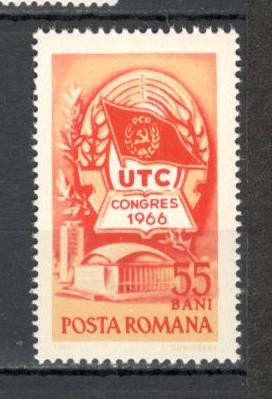 PCR
UTC
CONGRES
1966
55
BANI
POSTA ROMANA